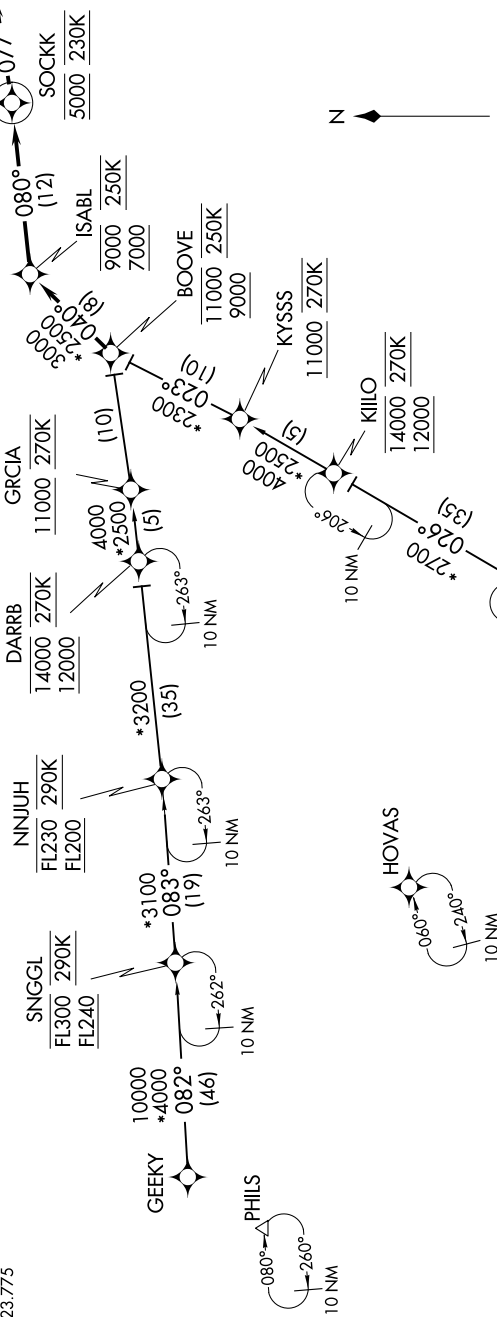 23.775
GEEKY
10000
*4000
082°
(46)
SNGGL
FL300 290K
FL240
262°
10 NM
*3100
083°
(19)
NNJUH
FL230 290K
FL200
263°
10 NM
*3200
(35)
DARRB
14000 270K
12000
263°
10 NM
4000
*2500
(5)
GRCIA
11000 270K
(10)
BOOVE
11000 250K
9000
3000
*2500
040°
(8)
ISABL
9000 250K
7000
080°
(12)
SOCKK
5000 230K
077
N
*2300
023°
(10)
KYSSS
11000 270K
4000
*2500
(5)
KIILO
14000 270K
12000
206°
10 NM
*2700
026°
(35)
HOVAS
060°
240°
10 NM
PHILS
080°
260°
10 NM